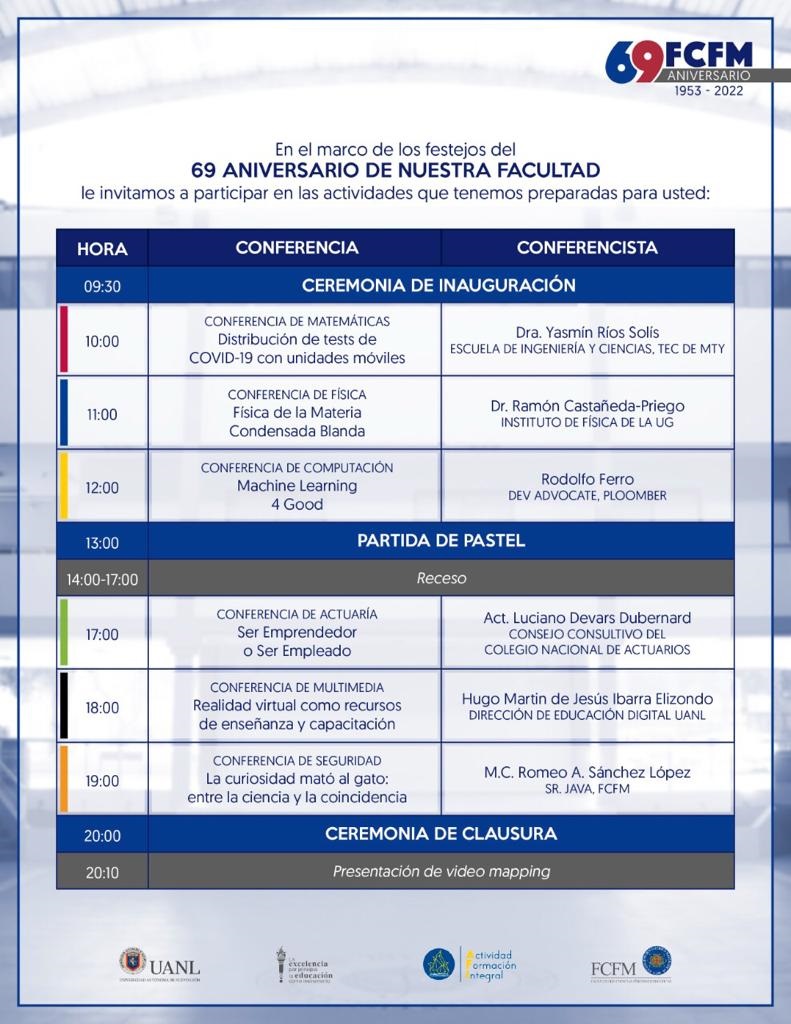 69 FCFM
ANIVERSARIO
1953 - 2022
En el marco de los festejos del
69 ANIVERSARIO DE NUESTRA FACULTAD
le invitamos a participar en las actividades que tenemos preparadas para usted:
HORA CONFERENCIA CONFERENCISTA
09:30 CEREMONIA DE INAUGURACIÓN
10:00
CONFERENCIA DE MATEMÁTICAS
Distribución de tests de
COVID-19 con unidades móviles
Dra. Yasmín Ríos Solís
ESCUELA DE INGENIERÍA Y CIENCIAS, TEC DE MTY
11:00
CONFERENCIA DE FÍSICA
Física de la Materia
Condensada Blanda
Dr. Ramón Castañeda-Priego
INSTITUTO DE FÍSICA DE LA UG
12:00
CONFERENCIA DE COMPUTACIÓN
Machine Learning
4 Good
Rodolfo Ferro
DEV ADVOCATE, PLOOMBER
13:00 PARTIDA DE PASTEL
14:00-17:00 Receso
17:00
CONFERENCIA DE ACTUARÍA
Ser Emprendedor
o Ser Empleado
Act. Luciano Devars Dubernard
CONSEJO CONSULTIVO DEL
COLEGIO NACIONAL DE ACTUARIOS
18:00
CONFERENCIA DE MULTIMEDIA
Realidad virtual como recursos
de enseñanza y capacitación
Hugo Martin de Jesús Ibarra Elizondo
DIRECCIÓN DE EDUCACIÓN DIGITAL UANL
19:00
CONFERENCIA DE SEGURIDAD
La curiosidad mató al gato:
entre la ciencia y la coincidencia
M.C. Romeo A. Sánchez López
SR. JAVA, FCFM
20:00 CEREMONIA DE CLAUSURA
20:10 Presentación de video mapping
UANL
UNIVERSIDAD AUTÓNOMA DE NUEVO LEÓN
La
excelencia
por principio
la educación
como instrumento
Actividad
Formación
Integral
FCFM